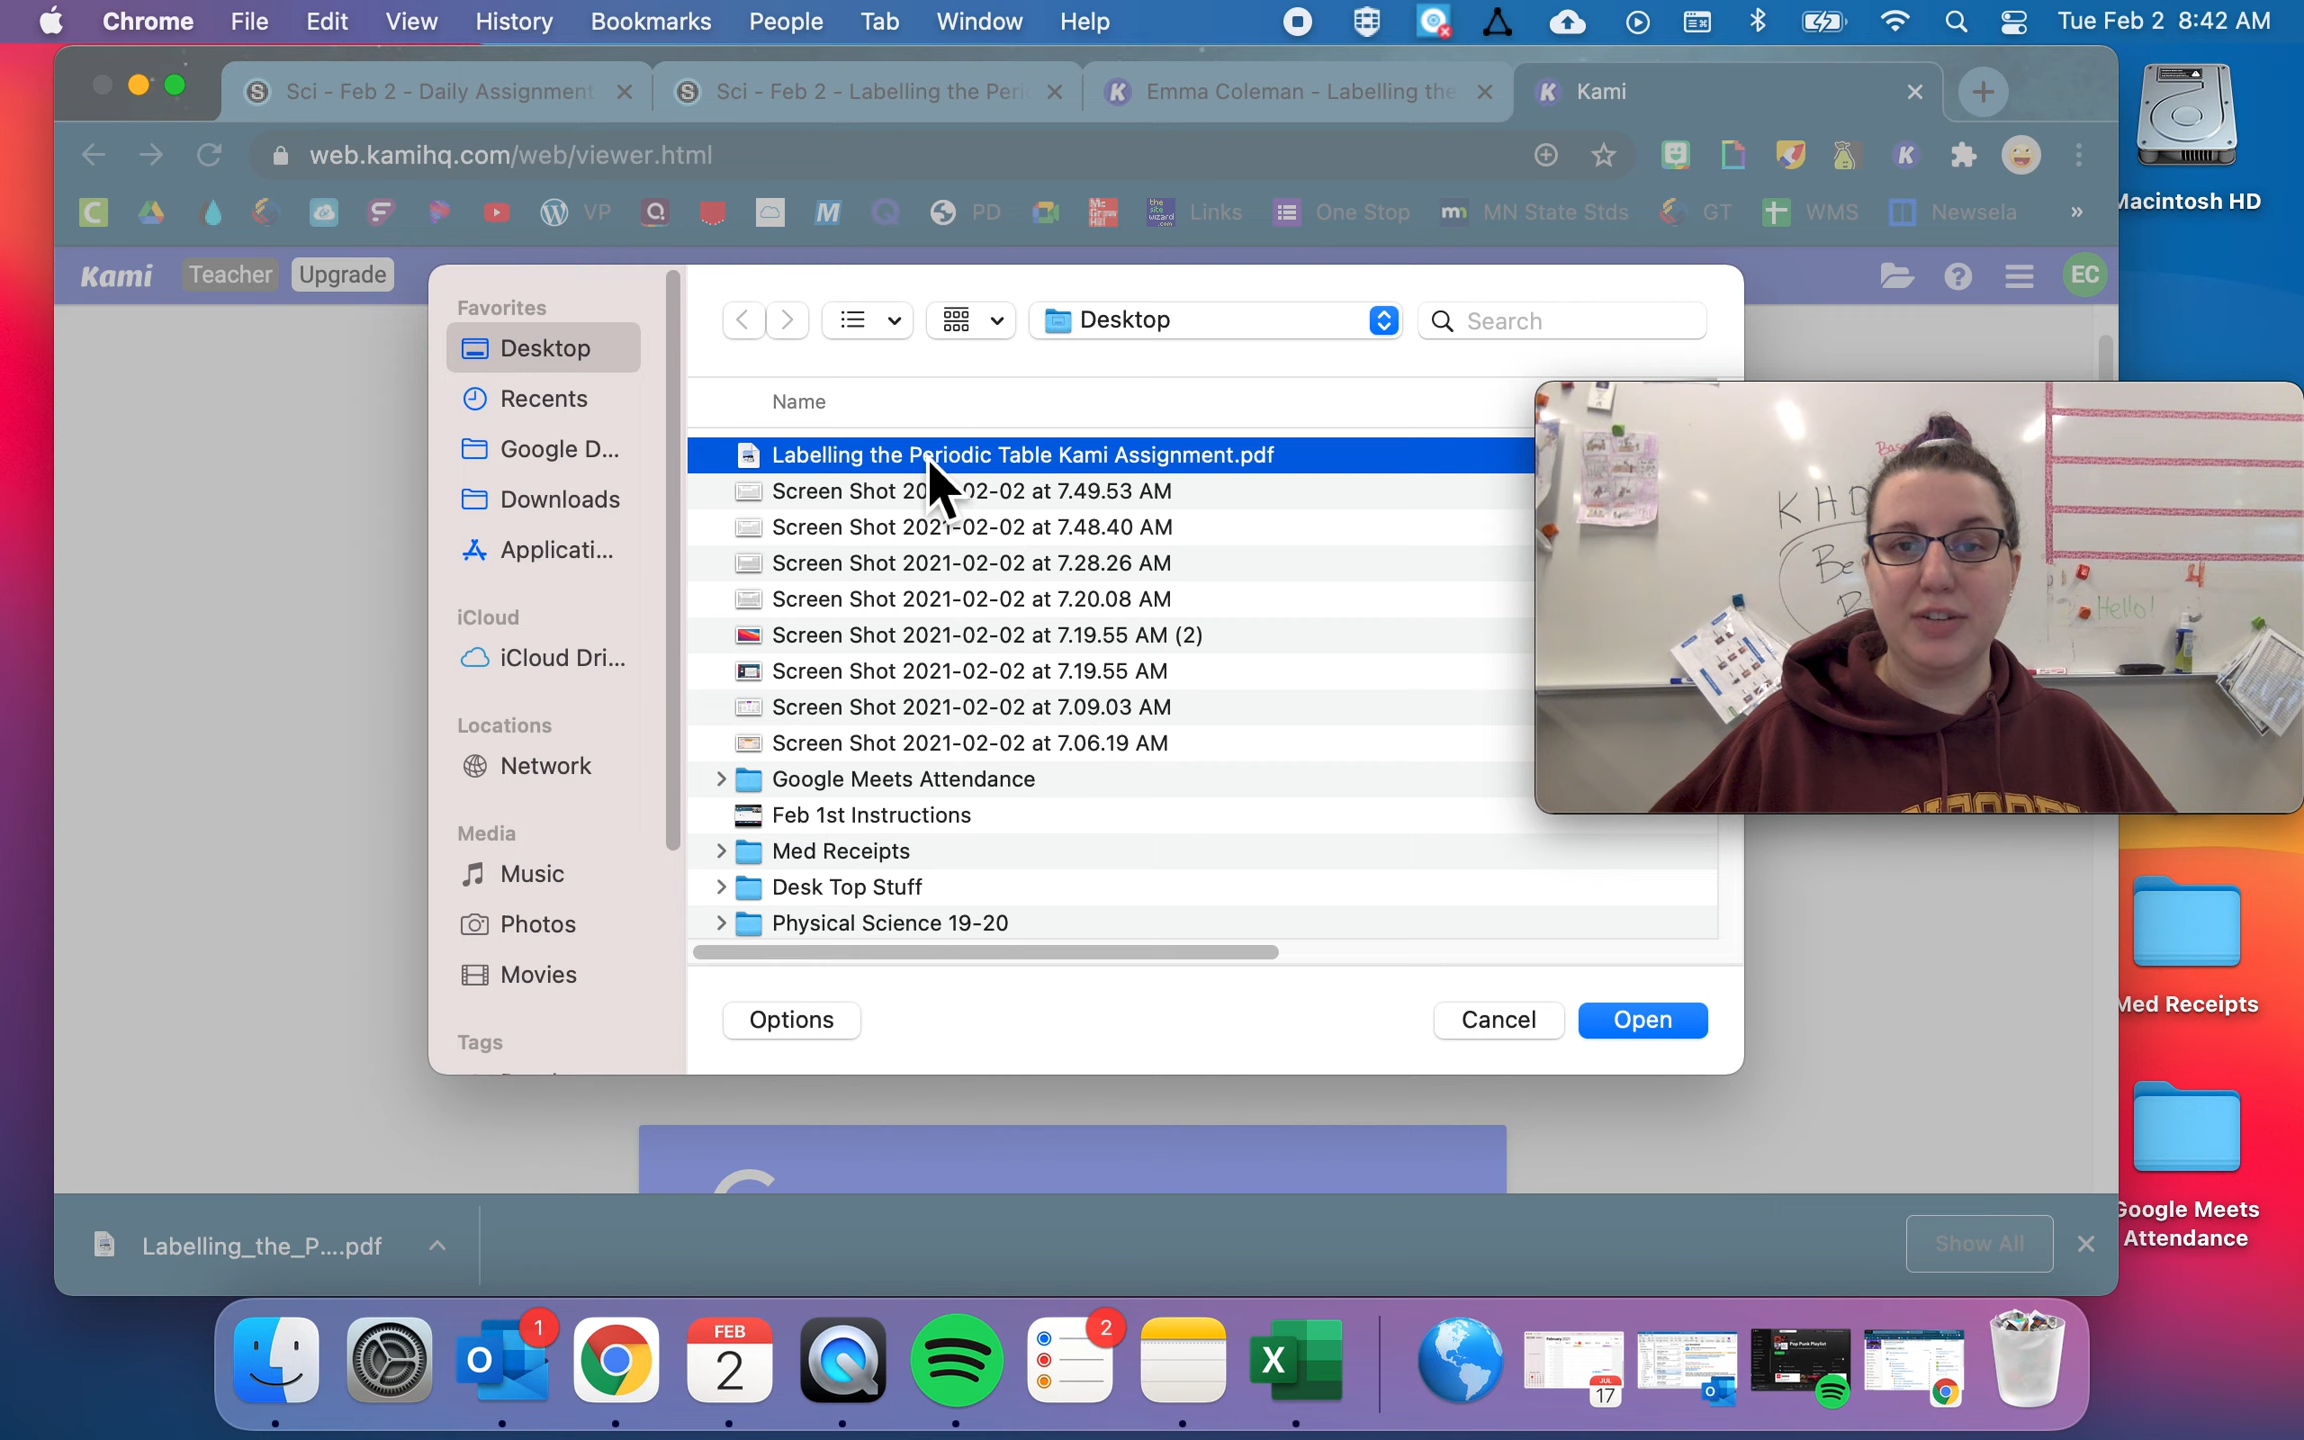 Chrome File Edit View History Bookmarks People Tab Window Help Tue Feb 2 8:42 AM
Sci - Feb 2 - Daily Assignment Sci - Feb 2 - Labelling the Peri Emma Coleman - Labelling the Kami
web.kamihq.com/web/viewer.html
VP PD Links One Stop MN State Stds GT WMS Newsela »
Macintosh HD
Kami Teacher Upgrade EC
Favorites
Desktop
Recents
Google D...
Downloads
Applicati...
iCloud
iCloud Dri...
Locations
Network
Media
Music
Photos
Movies
Tags
Desktop Search
Name
Labelling the Periodic Table Kami Assignment.pdf
Screen Shot 20 02-02 at 7.49.53 AM
Screen Shot 2021-02-02 at 7.48.40 AM
Screen Shot 2021-02-02 at 7.28.26 AM
Screen Shot 2021-02-02 at 7.20.08 AM
Screen Shot 2021-02-02 at 7.19.55 AM (2)
Screen Shot 2021-02-02 at 7.19.55 AM
Screen Shot 2021-02-02 at 7.09.03 AM
Screen Shot 2021-02-02 at 7.06.19 AM
Google Meets Attendance
Feb 1st Instructions
Med Receipts
Desk Top Stuff
Physical Science 19-20
Options Cancel Open
KHD
Be
Hello!
Med Receipts
Google Meets
Attendance
Labelling_the_P....pdf Show All
1
FEB
2
2
JUL
17